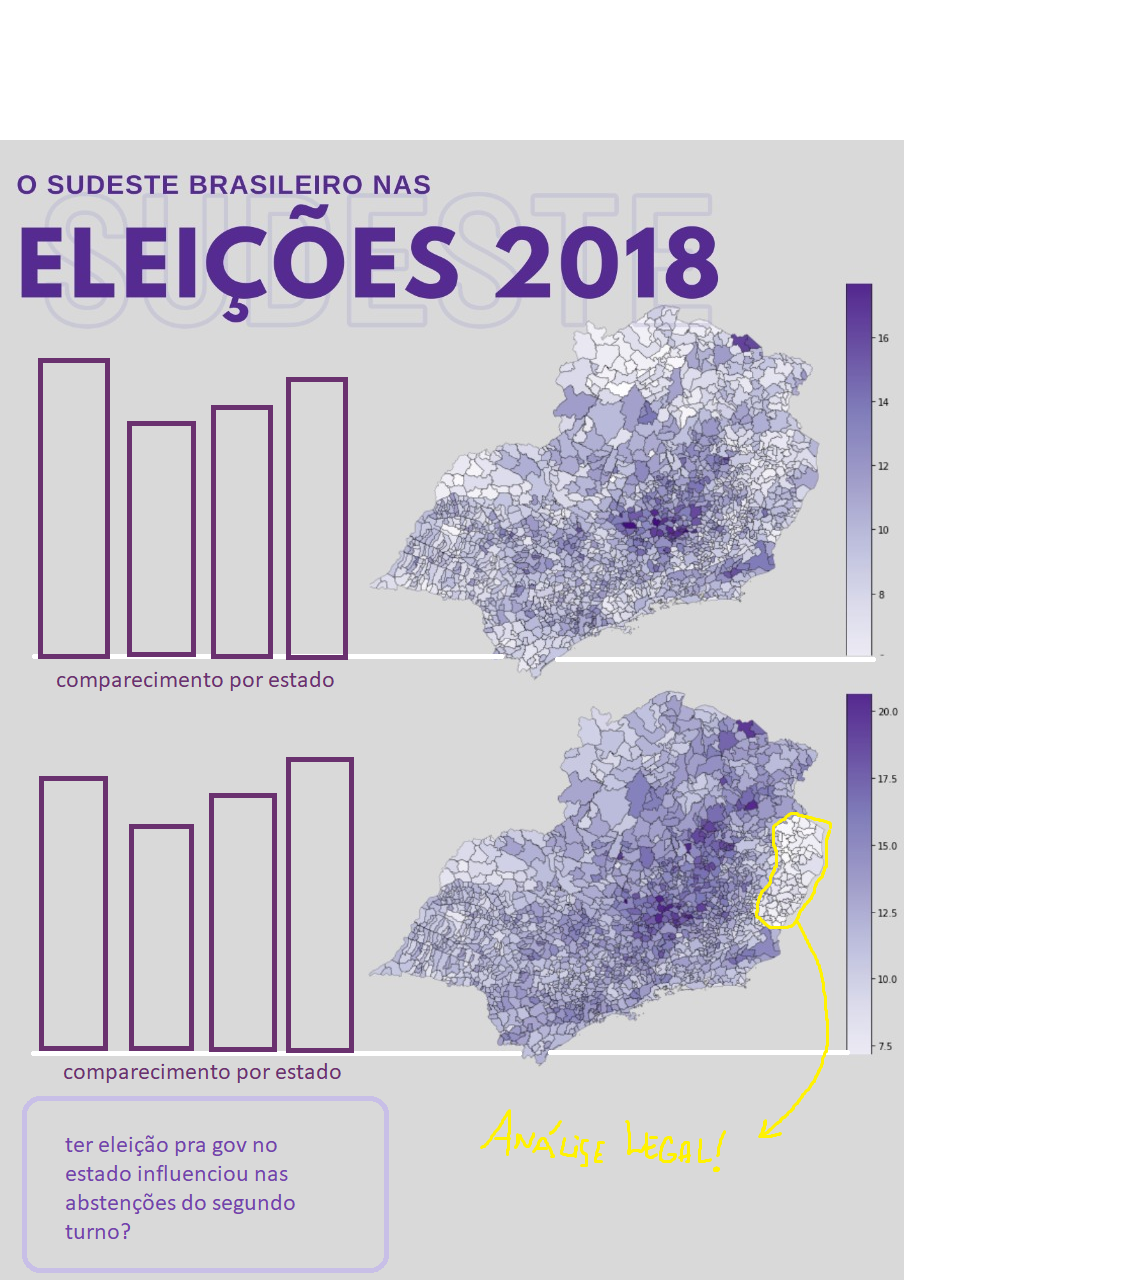 O SUDESTE BRASILEIRO NAS
SUDESTE
ELEIÇÕES 2018
16
14
12
10
8
comparecimento por estado
20.0
17.5
15.0
12.5
10.0
7.5
comparecimento por estado
ANÁLISE LEGAL!
ter eleição pra gov no
estado influenciou nas
abstenções do segundo
turno?